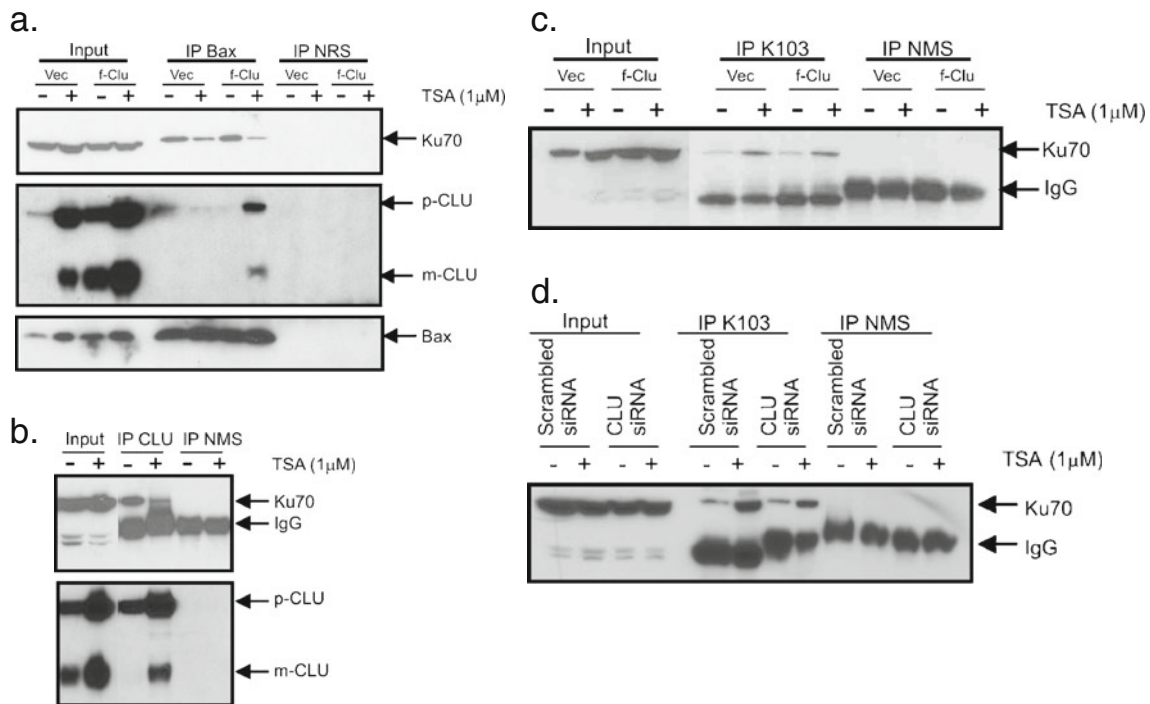 a.
Input IP Bax IP NRS
Vec f-Clu Vec f-Clu Vec f-Clu
- + - + - + - + - + - + TSA (1μM)
Ku70
p-CLU
m-CLU
Bax
b.
Input IP CLU IP NMS
- + - + - + TSA (1μM)
Ku70
IgG
p-CLU
m-CLU
c.
Input IP K103 IP NMS
Vec f-Clu Vec f-Clu Vec f-Clu
- + - + - + - + - + - + TSA (1μM)
Ku70
IgG
d.
Input IP K103 IP NMS
Scrambled siRNA CLU siRNA Scrambled siRNA CLU siRNA Scrambled siRNA CLU siRNA
- + - + - + - + - + - + TSA (1μM)
Ku70
IgG